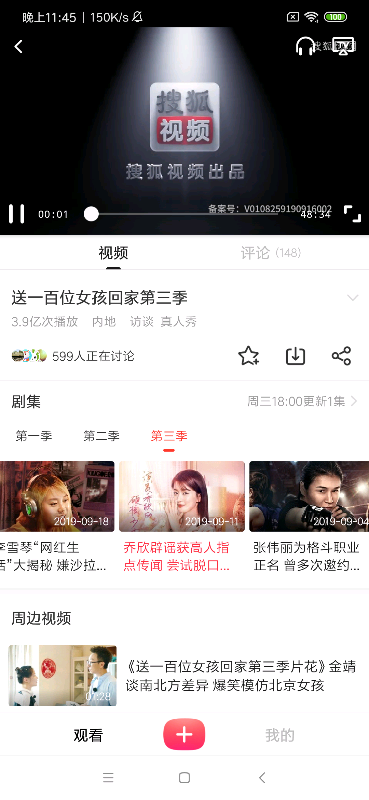 晚上11:45 | 150K/s
100
搜狐
视频
搜狐视频出品
备案号：V0108259190916002
00:01
48:34
视频
评论 (148)
送一百位女孩回家第三季
3.9亿次播放 内地 访谈 真人秀
599人正在讨论
剧集
周三18:00更新1集
第一季 第二季 第三季
2019-09-18
2019-09-11
2019-09-04
李雪琴“网红生
活”大揭秘 嫌沙拉...
乔欣辟谣获高人指
点传闻 尝试脱口...
张伟丽为格斗职业
正名 曾多次邀约...
周边视频
《送一百位女孩回家第三季片花》金靖
谈南北方差异 爆笑模仿北京女孩
观看
我的